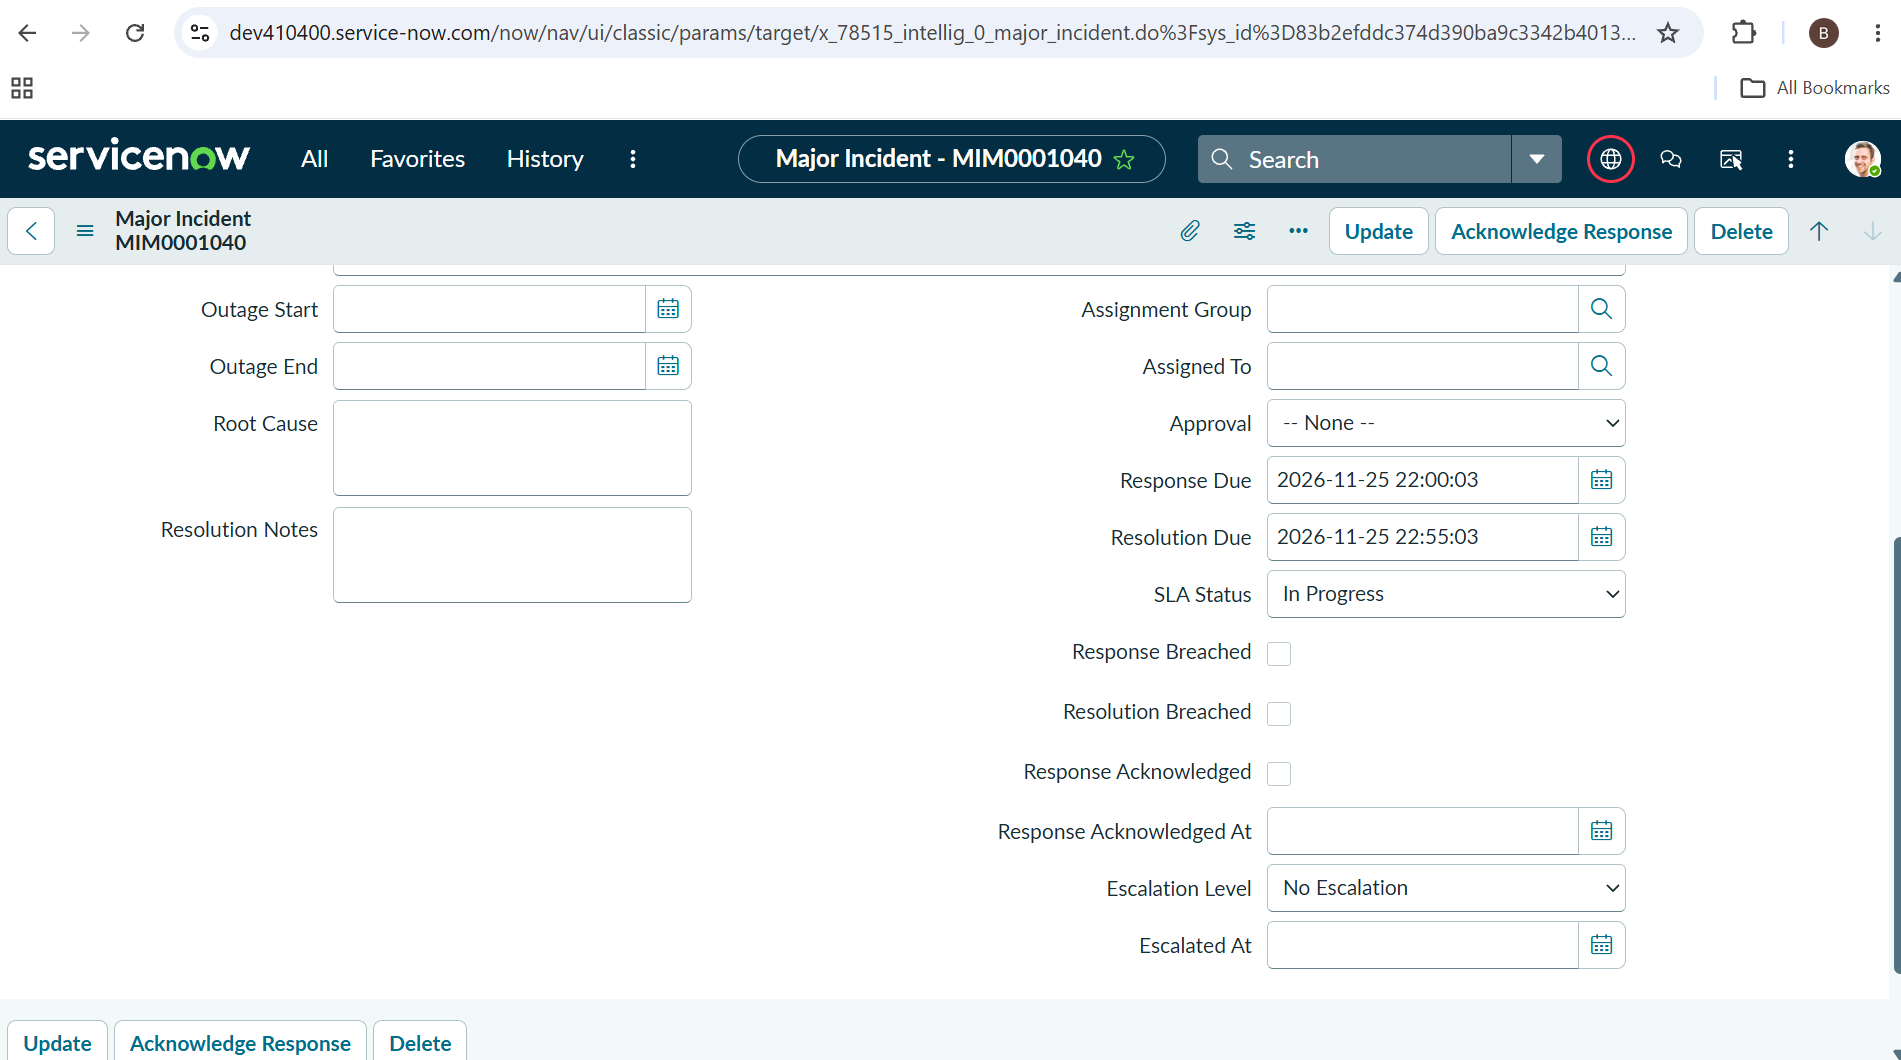 dev410400.service-now.com/now/nav/ui/classic/params/target/x_78515_intellig_0_major_incident.do%3Fsys_id%3D83b2efddc374d390ba9c3342b4013...
B
All Bookmarks
servicenow
All
Favorites
History
Major Incident - MIM0001040
Search
Major Incident
MIM0001040
Update
Acknowledge Response
Delete
Outage Start
Outage End
Root Cause
Resolution Notes
Assignment Group
Assigned To
Approval
-- None --
Response Due
2026-11-25 22:00:03
Resolution Due
2026-11-25 22:55:03
SLA Status
In Progress
Response Breached
Resolution Breached
Response Acknowledged
Response Acknowledged At
Escalation Level
No Escalation
Escalated At
Update
Acknowledge Response
Delete